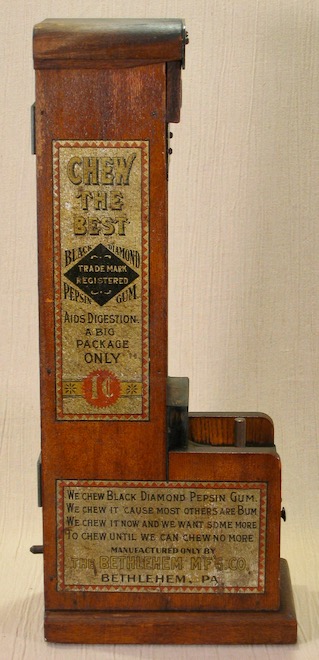 CHEW
THE
BEST
BLACK DIAMOND
TRADE MARK
REGISTERED
PEPSIN GUM.
AIDS DIGESTION.
A BIG
PACKAGE
ONLY
1¢
WE CHEW BLACK DIAMOND PEPSIN GUM.
WE CHEW IT 'CAUSE MOST OTHERS ARE BUM
WE CHEW IT NOW AND WE WANT SOME MORE
TO CHEW UNTIL WE CAN CHEW NO MORE
MANUFACTURED ONLY BY
THE BETHLEHEM M'F'G. CO.
BETHLEHEM, PA.